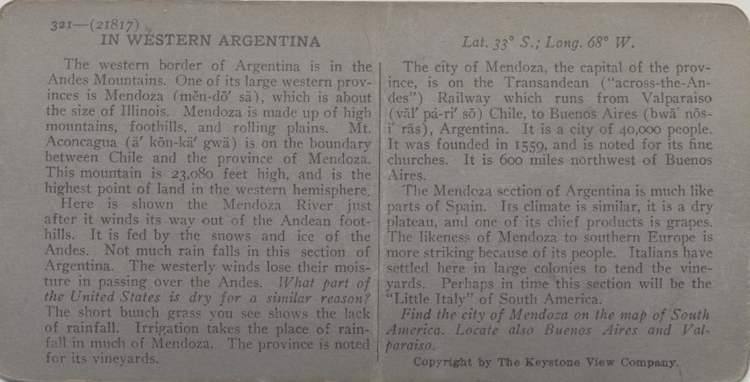 321—(21817)
IN WESTERN ARGENTINA
The western border of Argentina is in the
Andes Mountains. One of its large western prov-
inces is Mendoza (mĕn-dō′ sä), which is about
the size of Illinois. Mendoza is made up of high
mountains, foothills, and rolling plains. Mt.
Aconcagua (ä′ kōn-kä′ gwä) is on the boundary
between Chile and the province of Mendoza.
This mountain is 23,080 feet high, and is the
highest point of land in the western hemisphere.
Here is shown the Mendoza River just
after it winds its way out of the Andean foot-
hills. It is fed by the snows and ice of the
Andes. Not much rain falls in this section of
Argentina. The westerly winds lose their mois-
ture in passing over the Andes. What part of
the United States is dry for a similar reason?
The short bunch grass you see shows the lack
of rainfall. Irrigation takes the place of rain-
fall in much of Mendoza. The province is noted
for its vineyards.
Lat. 33° S.; Long. 68° W.
The city of Mendoza, the capital of the prov-
ince, is on the Transandean ("across-the-An-
des") Railway which runs from Valparaiso
(väl′ pá-ri′ sō) Chile, to Buenos Aires (bwā′ nōs-
i′ rās), Argentina. It is a city of 40,000 people.
It was founded in 1559, and is noted for its fine
churches. It is 600 miles northwest of Buenos
Aires.
The Mendoza section of Argentina is much like
parts of Spain. Its climate is similar, it is a dry
plateau, and one of its chief products is grapes.
The likeness of Mendoza to southern Europe is
more striking because of its people. Italians have
settled here in large colonies to tend the vine-
yards. Perhaps in time this section will be the
"Little Italy" of South America.
Find the city of Mendoza on the map of South
America. Locate also Buenos Aires and Val-
paraiso.
Copyright by The Keystone View Company.